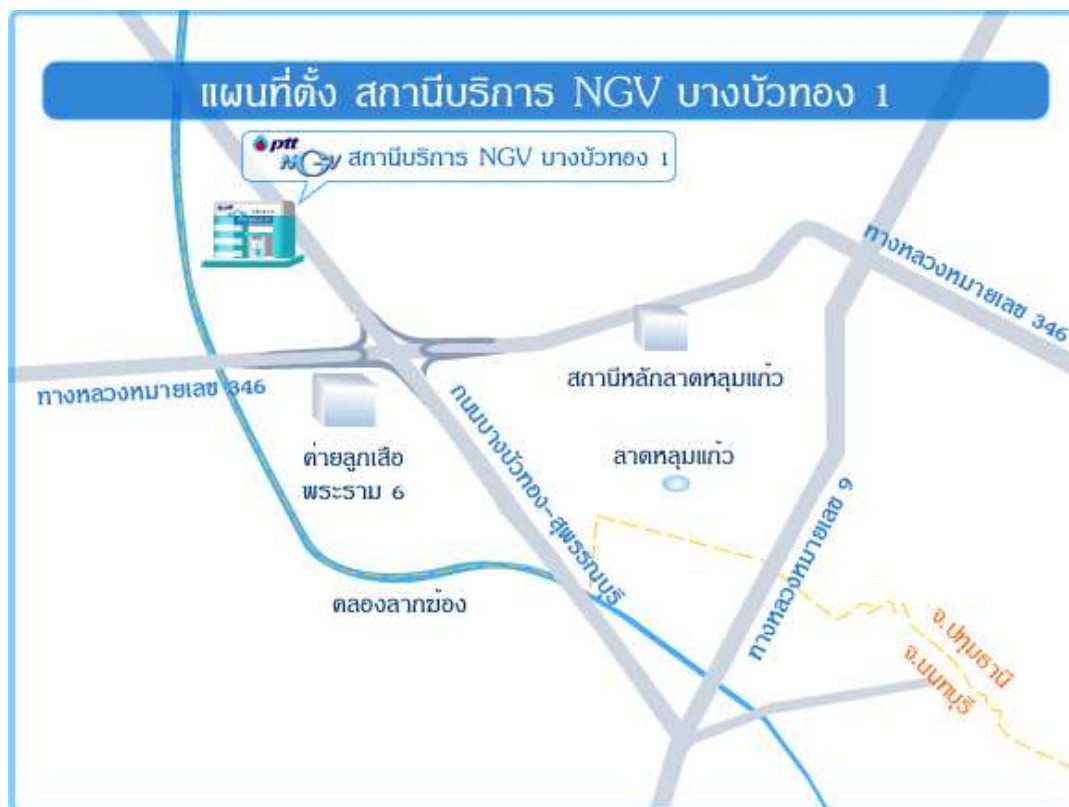 แผนที่ตั้ง สถานีบริการ NGV บางบัวทอง 1
ptt
NGV สถานีบริการ NGV บางบัวทอง 1
ทางหลวงหมายเลข 346
ทางหลวงหมายเลข 346
สถานีหลักลาดหลุมแก้ว
ค่ายลูกเสือ
พระราม 6
ลาดหลุมแก้ว
ถนนบางบัวทอง-สุพรรณบุรี
ทางหลวงหมายเลข 9
คลองลากฆ้อง
จ.ปทุมธานี
จ.นนทบุรี